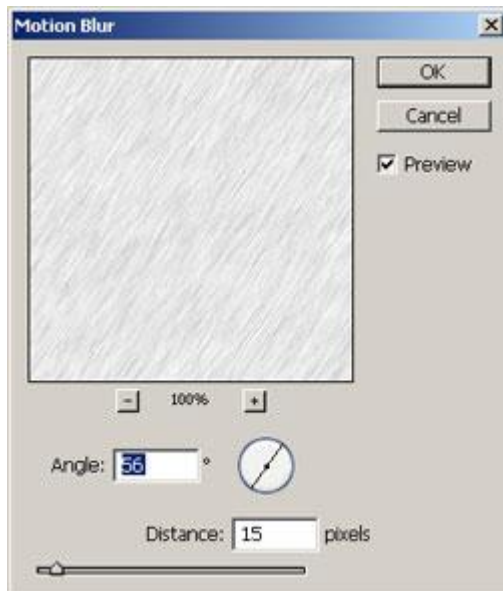 Motion Blur
OK
Cancel
Preview
100%
Angle: 56 °
Distance: 15 pixels